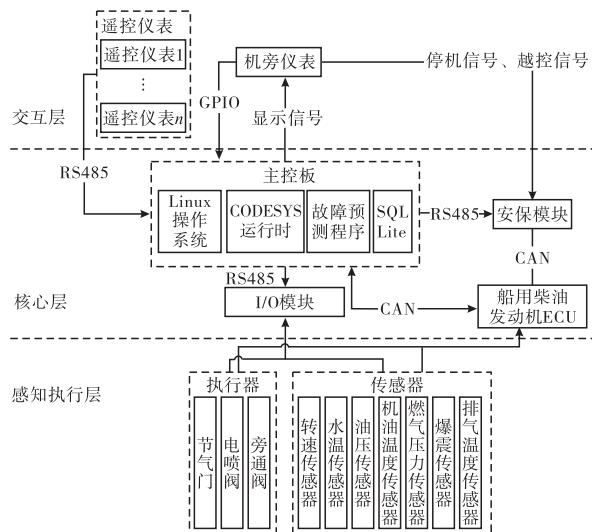 遥控仪表
遥控仪表1
⋮
遥控仪表n
交互层
机旁仪表
停机信号、越控信号
GPIO
显示信号
RS485
主控板
Linux
操作
系统
CODESYS
运行时
故障预
测程序
SQL
Lite
RS485
安保模块
CAN
RS485
I/O模块
核心层
CAN
船用柴油
发动机ECU
感知执行层
执行器
节气门
电喷阀
旁通阀
传感器
转速传感器
水温传感器
油压传感器
机油温度传感器
燃气压力传感器
爆震传感器
排气温度传感器